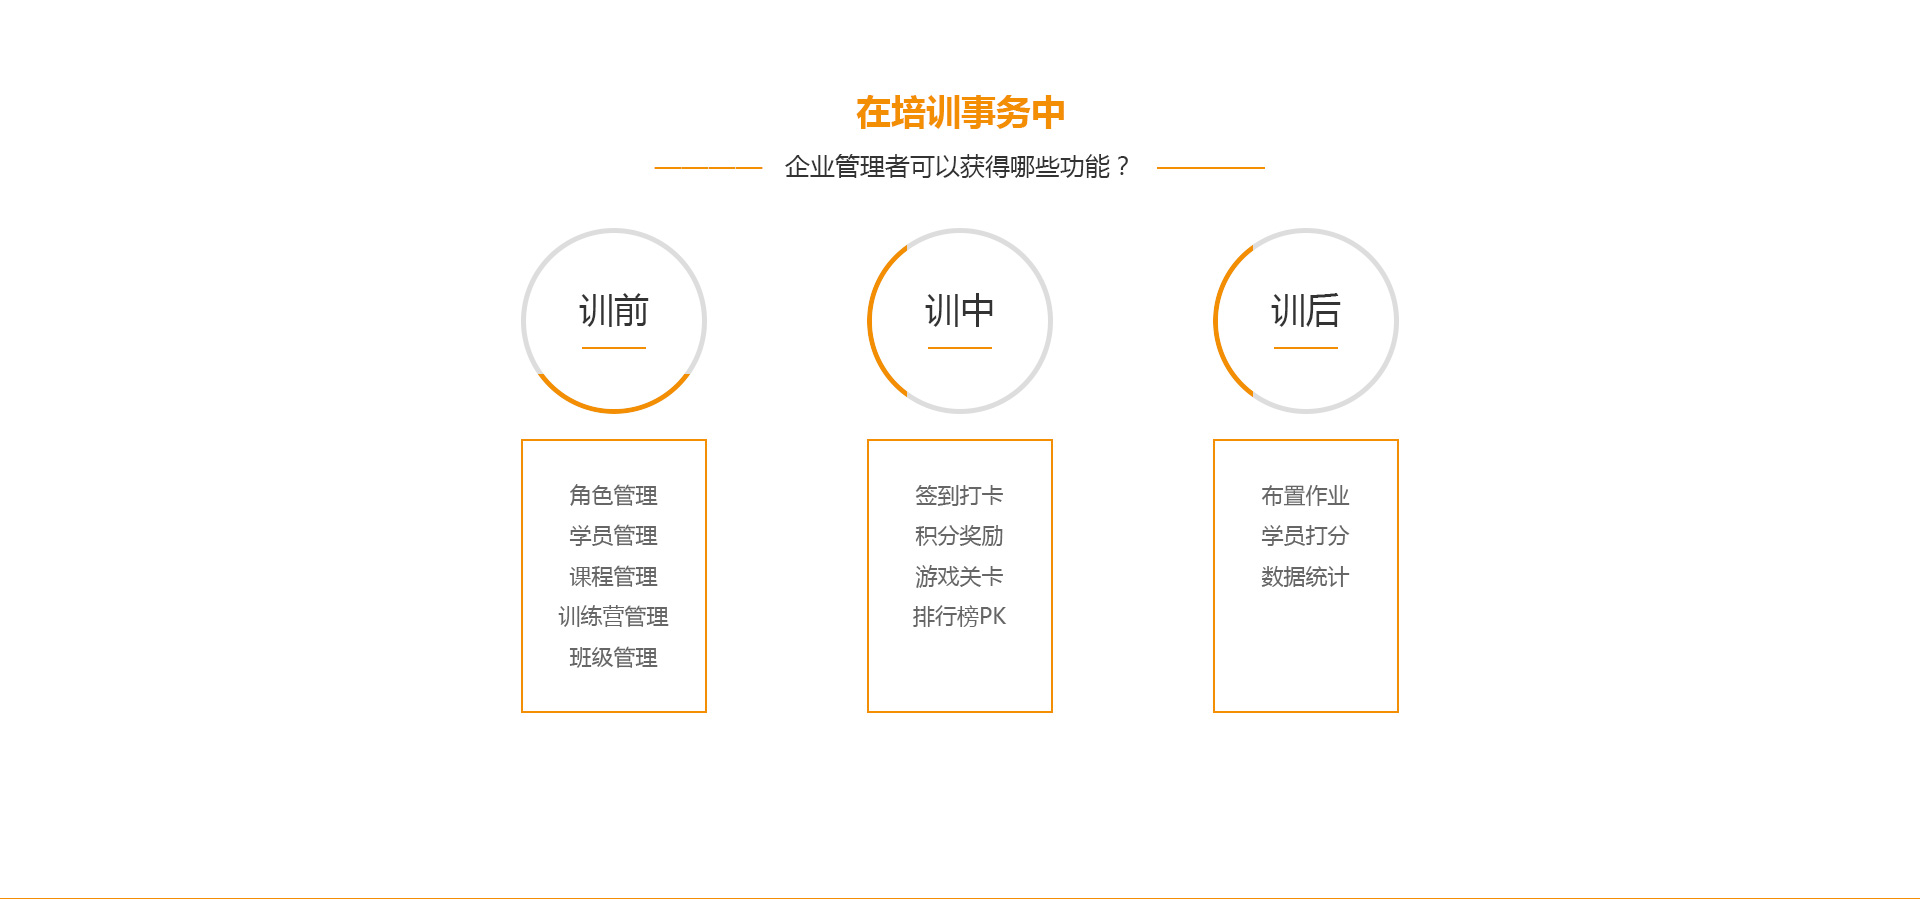 在培训事务中
企业管理者可以获得哪些功能？
训前
角色管理
学员管理
课程管理
训练营管理
班级管理
训中
签到打卡
积分奖励
游戏关卡
排行榜PK
训后
布置作业
学员打分
数据统计